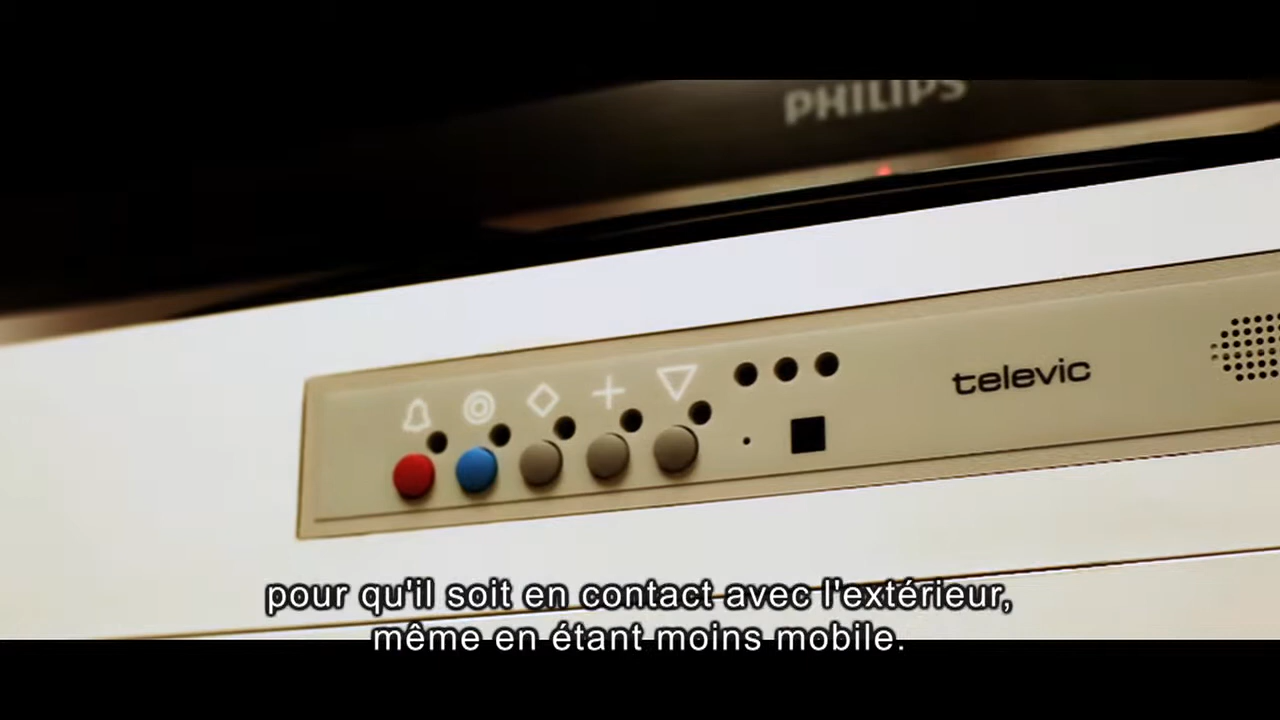 PHILIPS
televic
pour qu'il soit en contact avec l'extérieur,
même en étant moins mobile.